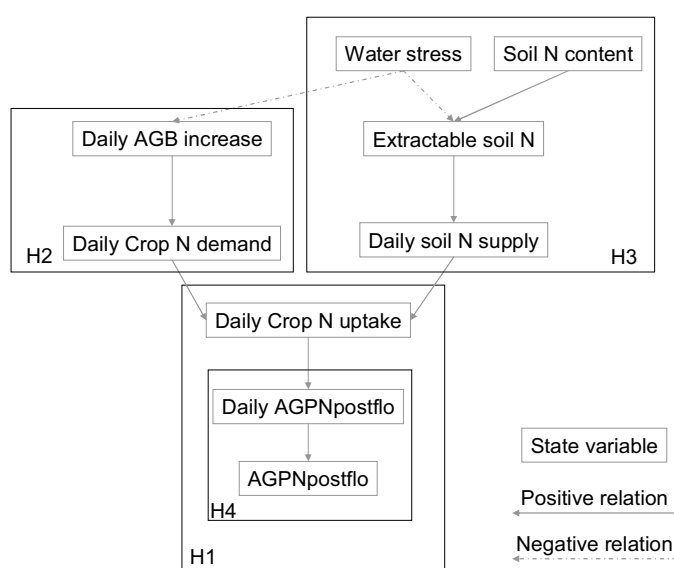 Water stress
Soil N content
Daily AGB increase
Extractable soil N
Daily Crop N demand
Daily soil N supply
H2
H3
Daily Crop N uptake
Daily AGPNpostflo
AGPNpostflo
H4
H1
State variable
Positive relation
Negative relation